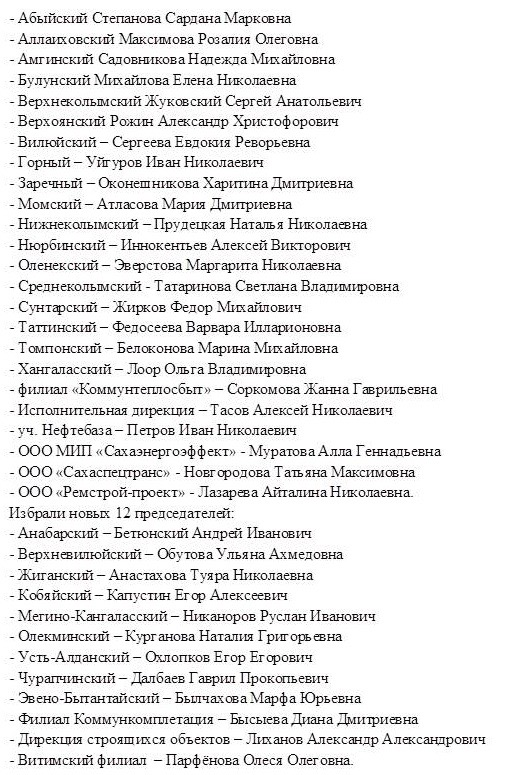 - Абыйский Степанова Сардана Марковна
- Аллаиховский Максимова Розалия Олеговна
- Амгинский Садовникова Надежда Михайловна
- Булунский Михайлова Елена Николаевна
- Верхнеколымский Жуковский Сергей Анатольевич
- Верхоянский Рожин Александр Христофорович
- Вилюйский – Сергеева Евдокия Реворьевна
- Горный – Уйгуров Иван Николаевич
- Заречный – Оконешникова Харитина Дмитриевна
- Момский – Атласова Мария Дмитриевна
- Нижнеколымский – Прудецкая Наталья Николаевна
- Нюрбинский – Иннокентьев Алексей Викторович
- Оленекский – Эверстова Маргарита Николаевна
- Среднеколымский - Татаринова Светлана Владимировна
- Сунтарский – Жирков Федор Михайлович
- Таттинский – Федосеева Варвара Илларионовна
- Томпонский – Белоконова Марина Михайловна
- Хангаласский – Лоор Ольга Владимировна
- филиал «Коммунтеплосбыт» – Соркомова Жанна Гаврильевна
- Исполнительная дирекция – Тасов Алексей Николаевич
- уч. Нефтебаза – Петров Иван Николаевич
- ООО МИП «Сахаэнергоэффект» - Муратова Алла Геннадьевна
- ООО «Сахаспецтранс» - Новгородова Татьяна Максимовна
- ООО «Ремстрой-проект» - Лазарева Айталина Николаевна.
Избрали новых 12 председателей:
- Анабарский – Бетюнский Андрей Иванович
- Верхневилюйский – Обутова Ульяна Ахмедовна
- Жиганский – Анастахова Туяра Николаевна
- Кобяйский – Капустин Егор Алексеевич
- Мегино-Кангаласский – Никаноров Руслан Иванович
- Олекминский – Курганова Наталия Григорьевна
- Усть-Алданский – Охлопков Егор Егорович
- Чурапчинский – Далбаев Гаврил Прокопьевич
- Эвено-Бытантайский – Былчахова Марфа Юрьевна
- Филиал Коммункомплетация – Бысыева Диана Дмитриевна
- Дирекция строящихся объектов – Лиханов Александр Александрович
- Витимский филиал – Парфёнова Олеся Олеговна.